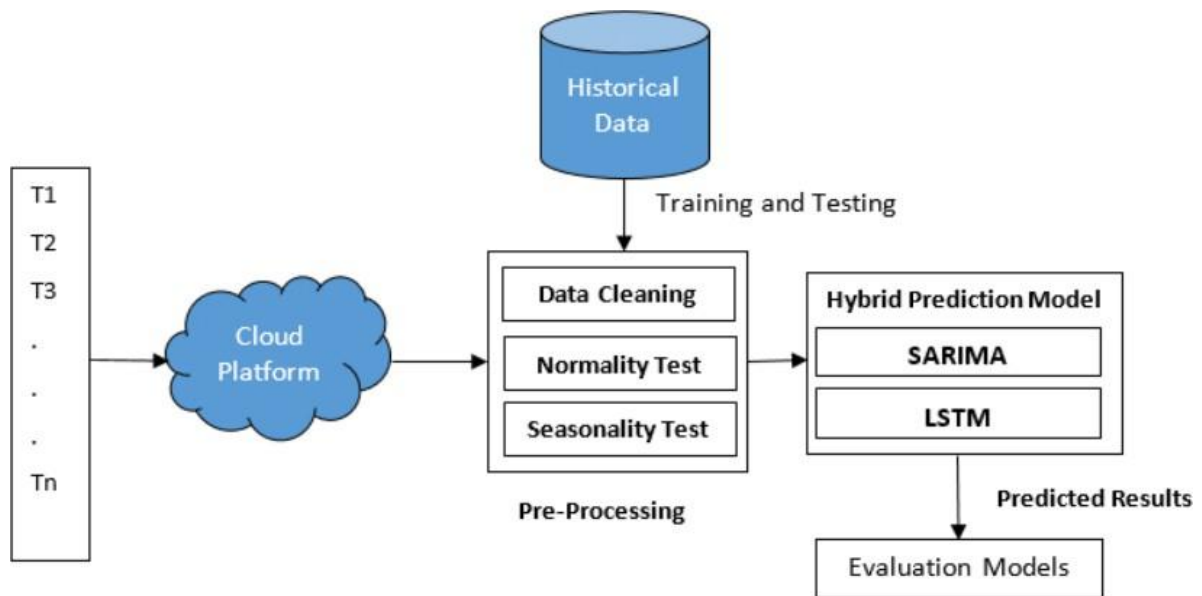 Historical
Data
Training and Testing
T1
T2
T3
.
.
.
Tn
Cloud
Platform
Data Cleaning
Normality Test
Seasonality Test
Pre-Processing
Hybrid Prediction Model
SARIMA
LSTM
Predicted Results
Evaluation Models